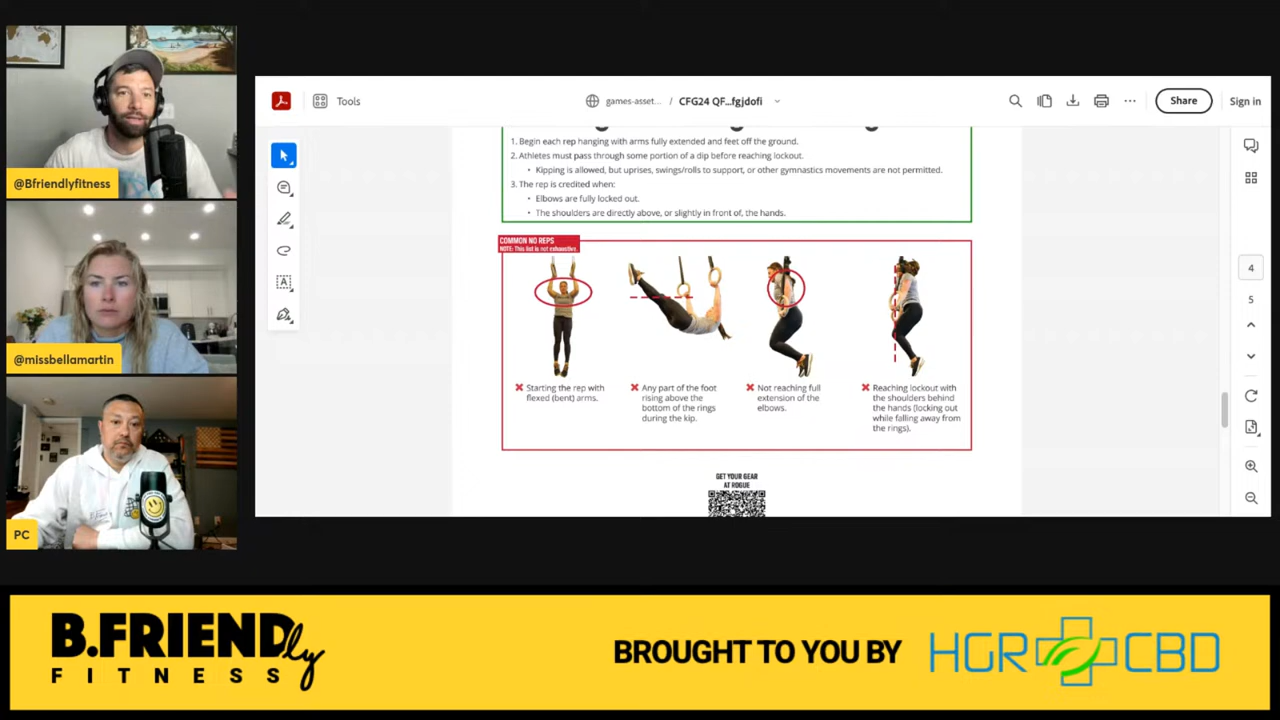 @Bfriendlyfitness
@missbellamartin
PC
Tools
games-asset... / CFG24 QF...fgjdofi
Share
Sign in
1. Begin each rep hanging with arms fully extended and feet off the ground.
2. Athletes must pass through some portion of a dip before reaching lockout.
• Kipping is allowed, but uprises, swings/rolls to support, or other gymnastics movements are not permitted.
3. The rep is credited when:
• Elbows are fully locked out.
• The shoulders are directly above, or slightly in front of, the hands.
COMMON NO REPS
NOTE: This list is not exhaustive.
Starting the rep with
flexed (bent) arms.
Any part of the foot
rising above the
bottom of the rings
during the kip.
Not reaching full
extension of the
elbows.
Reaching lockout with
the shoulders behind
the hands (locking out
while falling away from
the rings).
GET YOUR GEAR
AT ROGUE
4
5
B.FRIENDly
FITNESS
BROUGHT TO YOU BY
HGR CBD